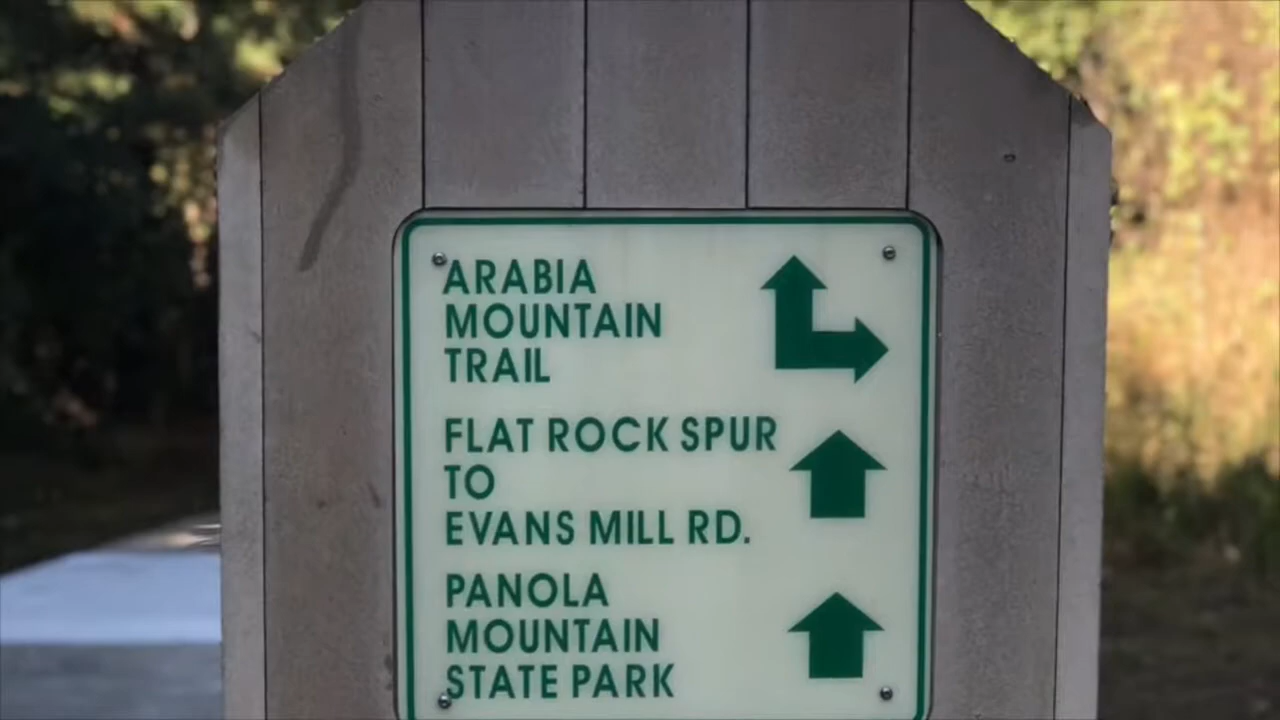 ARABIA
MOUNTAIN
TRAIL
FLAT ROCK SPUR
TO
EVANS MILL RD.
PANOLA
MOUNTAIN
STATE PARK